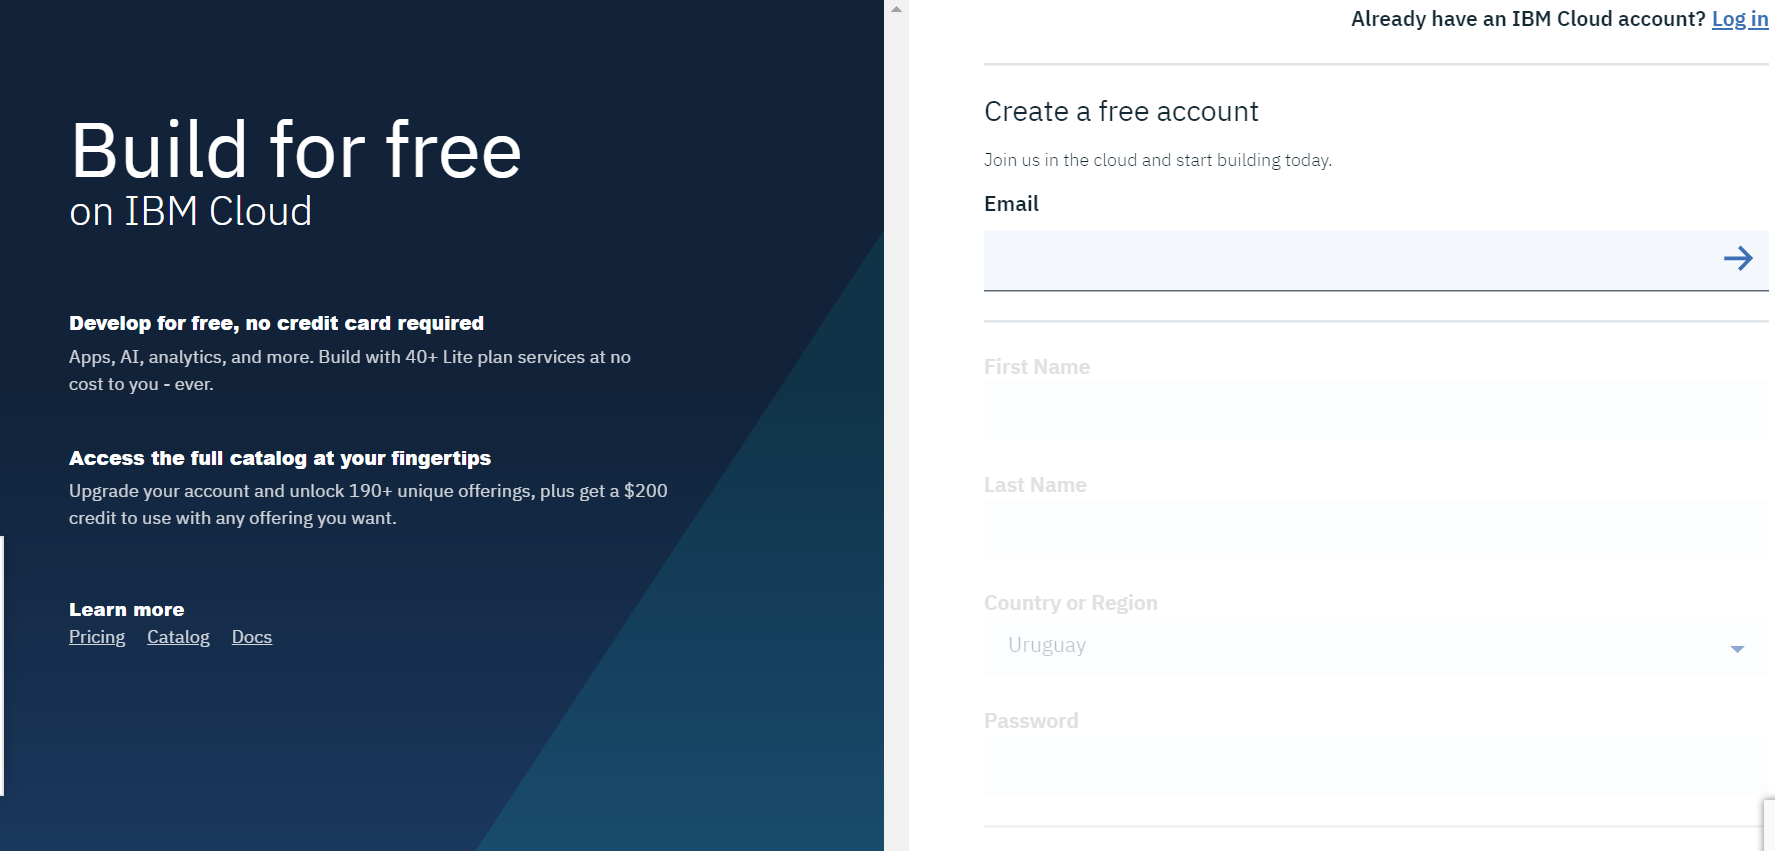 Build for free
on IBM Cloud
Develop for free, no credit card required
Apps, AI, analytics, and more. Build with 40+ Lite plan services at no
cost to you - ever.
Access the full catalog at your fingertips
Upgrade your account and unlock 190+ unique offerings, plus get a $200
credit to use with any offering you want.
Learn more
Pricing Catalog Docs
Already have an IBM Cloud account? Log in
Create a free account
Join us in the cloud and start building today.
Email
First Name
Last Name
Country or Region
Uruguay
Password